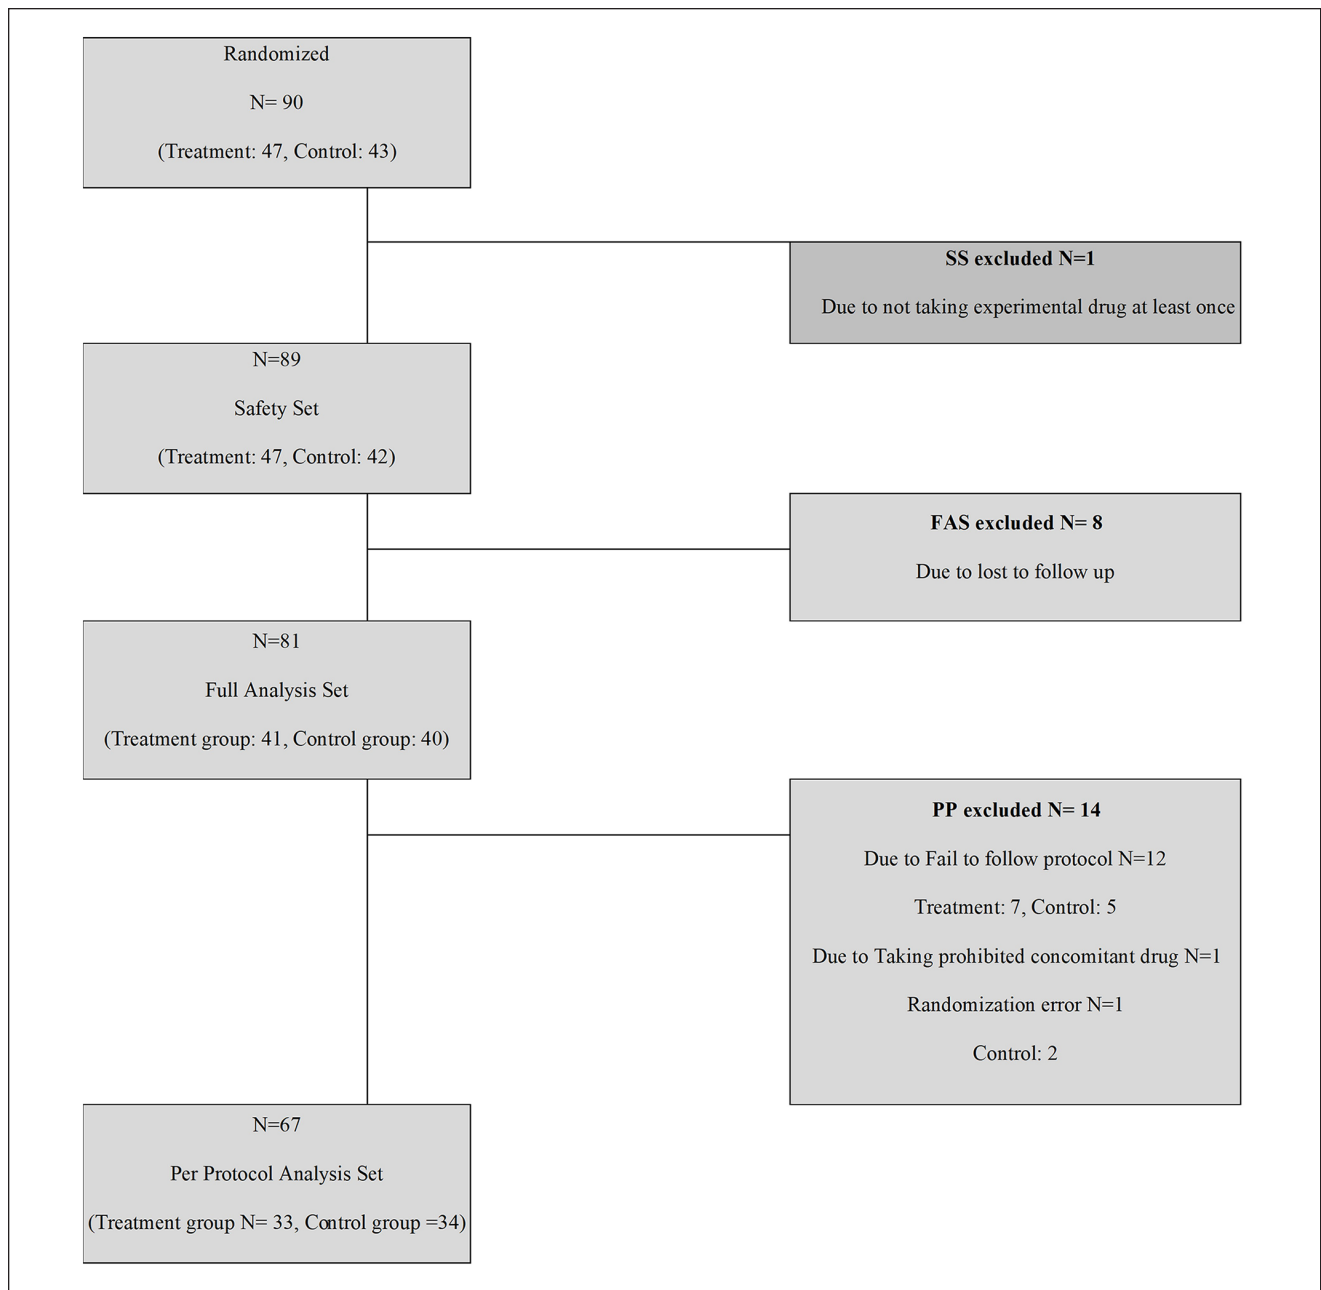 Randomized
N= 90
(Treatment: 47, Control: 43)
SS excluded N=1
Due to not taking experimental drug at least once
N=89
Safety Set
(Treatment: 47, Control: 42)
FAS excluded N= 8
Due to lost to follow up
N=81
Full Analysis Set
(Treatment group: 41, Control group: 40)
PP excluded N= 14
Due to Fail to follow protocol N=12
Treatment: 7, Control: 5
Due to Taking prohibited concomitant drug N=1
Randomization error N=1
Control: 2
N=67
Per Protocol Analysis Set
(Treatment group N= 33, Control group =34)